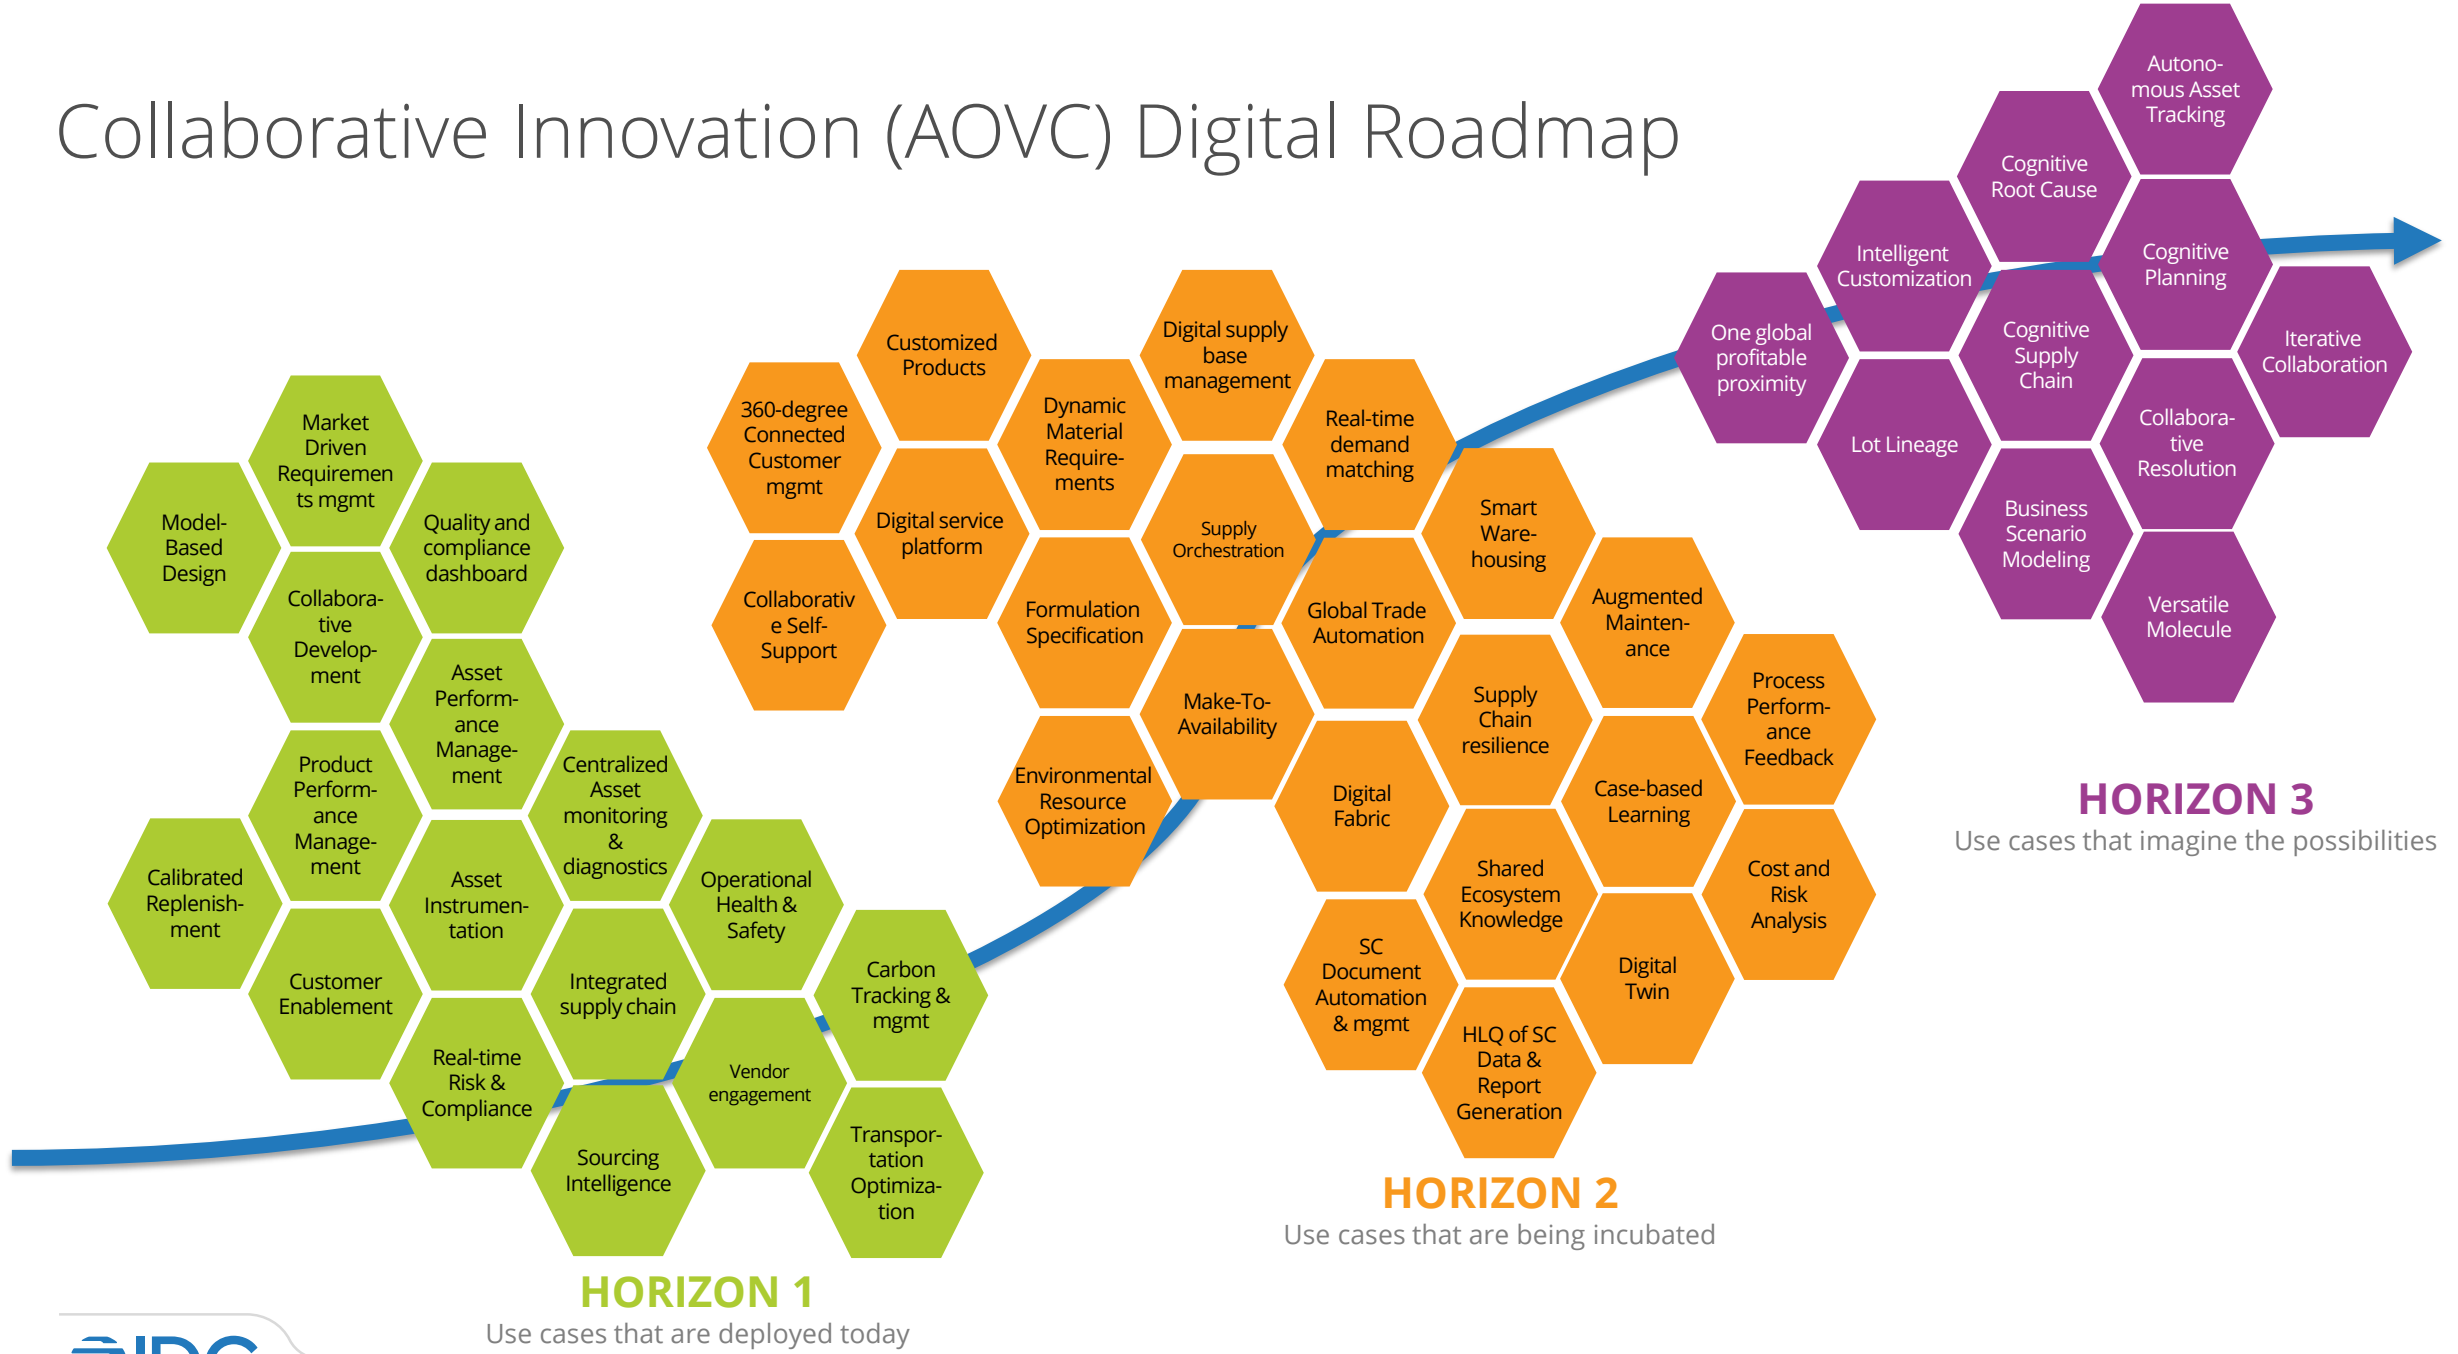 Collaborative Innovation (AOVC) Digital Roadmap
Market
Driven
Requiremen
ts mgmt
Model-
Based
Design
Quality and
compliance
dashboard
Collabora-
tive
Develop-
ment
Asset
Perform-
ance
Manage-
ment
Product
Perform-
ance
Manage-
ment
Centralized
Asset
monitoring
&
diagnostics
Calibrated
Replenish-
ment
Asset
Instrumen-
tation
Operational
Health &
Safety
Customer
Enablement
Integrated
supply chain
Carbon
Tracking &
mgmt
Real-time
Risk &
Compliance
Vendor
engagement
Sourcing
Intelligence
Transpor-
tation
Optimiza-
tion
HORIZON 1
Use cases that are deployed today
Customized
Products
Digital supply
base
management
360-degree
Connected
Customer
mgmt
Dynamic
Material
Require-
ments
Real-time
demand
matching
Digital service
platform
Supply
Orchestration
Smart
Ware-
housing
Collaborativ
e Self-
Support
Formulation
Specification
Global Trade
Automation
Augmented
Mainten-
ance
Make-To-
Availability
Supply
Chain
resilience
Process
Perform-
ance
Feedback
Environmental
Resource
Optimization
Digital
Fabric
Case-based
Learning
Shared
Ecosystem
Knowledge
Cost and
Risk
Analysis
SC
Document
Automation
& mgmt
Digital
Twin
HLQ of SC
Data &
Report
Generation
HORIZON 2
Use cases that are being incubated
Autono-
mous Asset
Tracking
Cognitive
Root Cause
Intelligent
Customization
Cognitive
Planning
One global
profitable
proximity
Cognitive
Supply
Chain
Iterative
Collaboration
Lot Lineage
Collabora-
tive
Resolution
Business
Scenario
Modeling
Versatile
Molecule
HORIZON 3
Use cases that imagine the possibilities
IDC